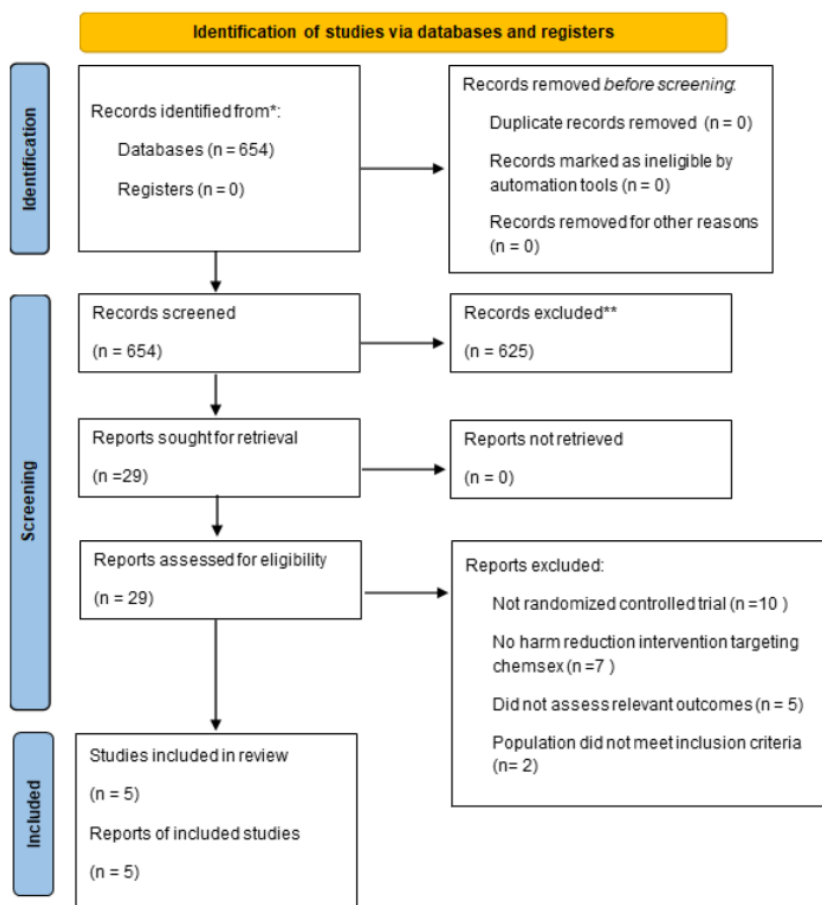 Identification of studies via databases and registers
Identification
Records identified from*:
Databases (n = 654)
Registers (n = 0)
Records removed before screening:
Duplicate records removed (n = 0)
Records marked as ineligible by
automation tools (n = 0)
Records removed for other reasons
(n = 0)
Screening
Records screened
(n = 654)
Records excluded**
(n = 625)
Reports sought for retrieval
(n =29)
Reports not retrieved
(n = 0)
Reports assessed for eligibility
(n = 29)
Reports excluded:
Not randomized controlled trial (n =10 )
No harm reduction intervention targeting
chemsex (n =7 )
Did not assess relevant outcomes (n = 5)
Population did not meet inclusion criteria
(n= 2)
Included
Studies included in review
(n = 5)
Reports of included studies
(n = 5)